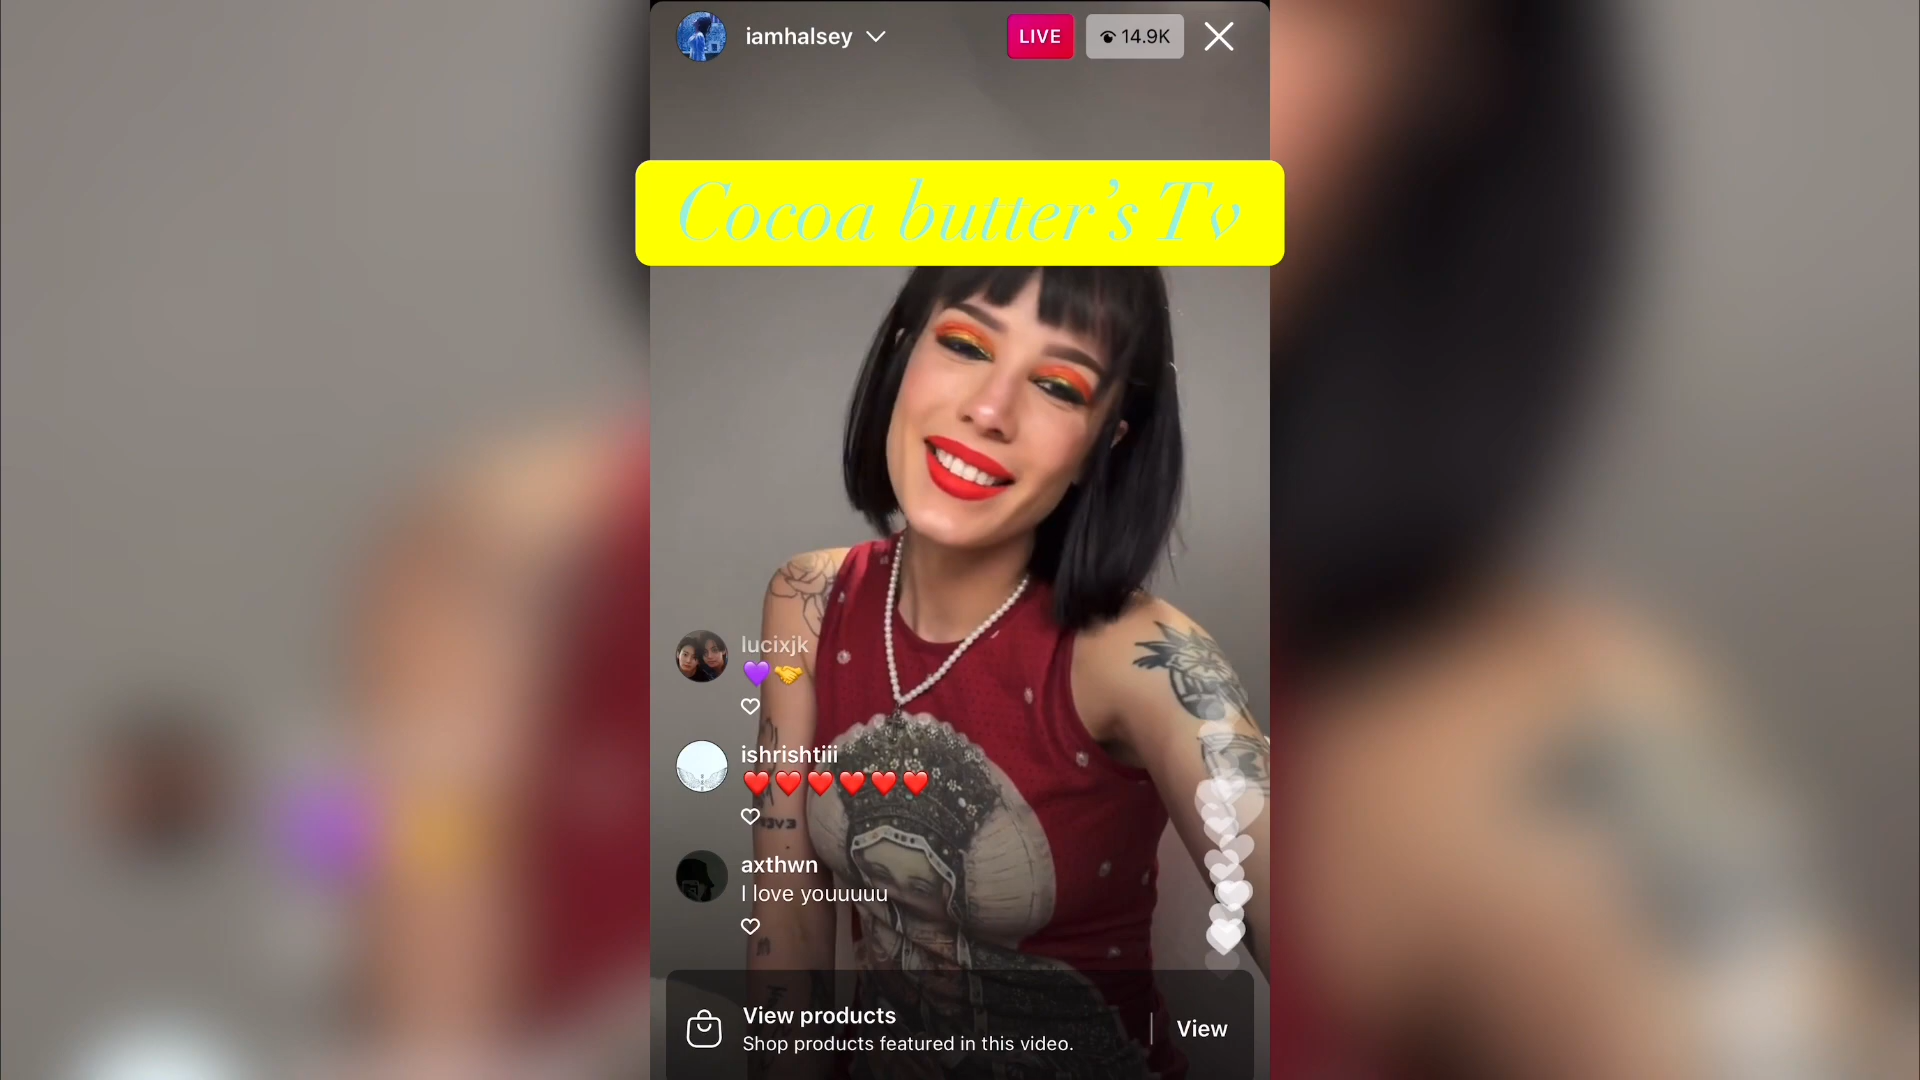 iamhalsey
LIVE
14.9K
Cocoa butter's Tv
lucixjk
💜🤝
ishrishtiii
❤️❤️❤️❤️❤️❤️
axthwn
I love youuuuu
View products
Shop products featured in this video.
View